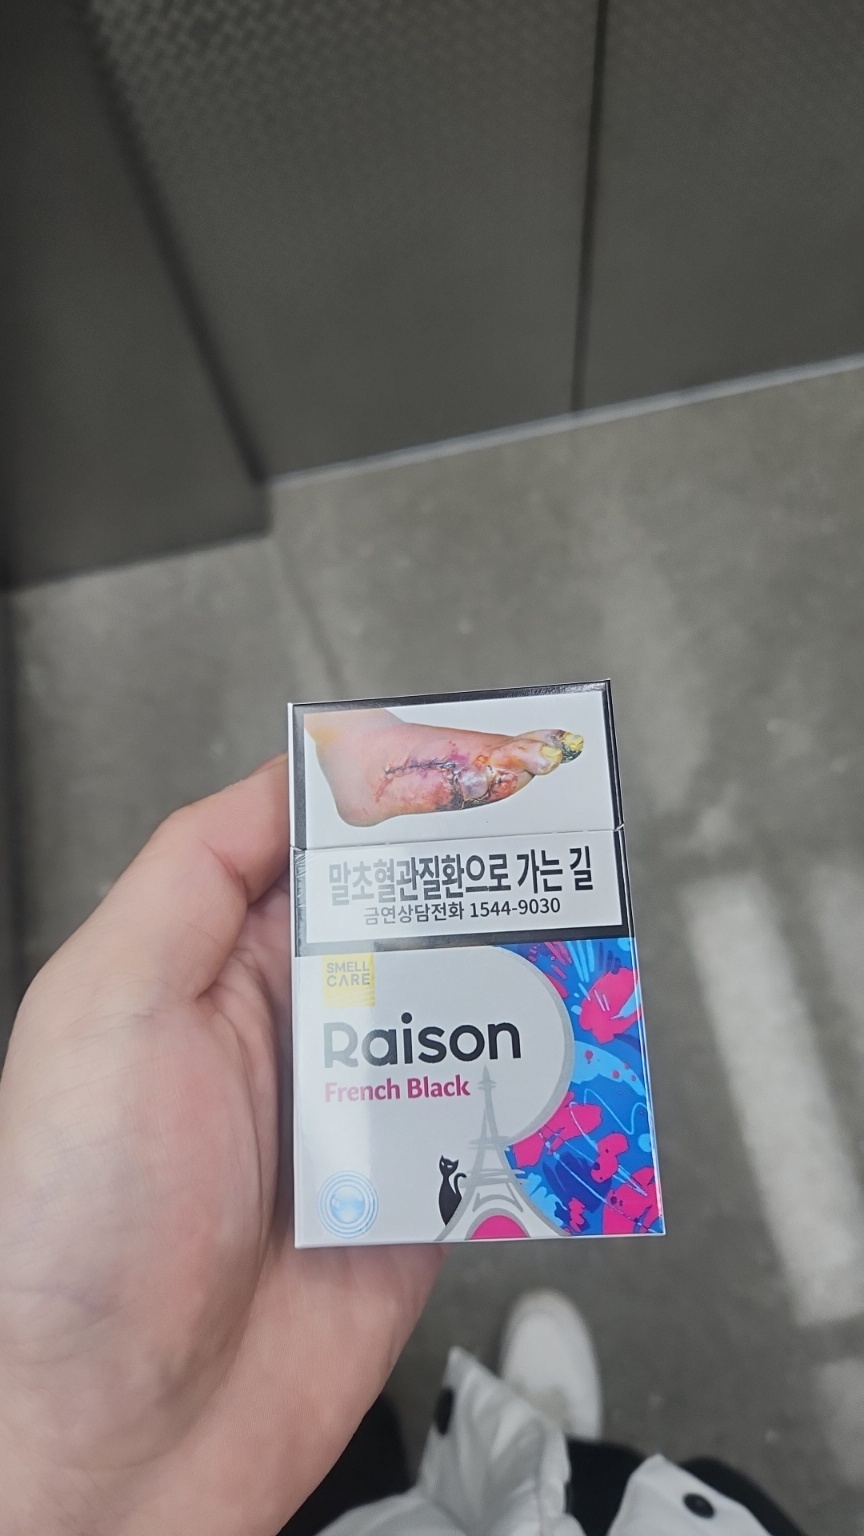 말초혈관질환으로 가는 길
금연상담전화 1544-9030
SMELL
CARE
Raison
French Black